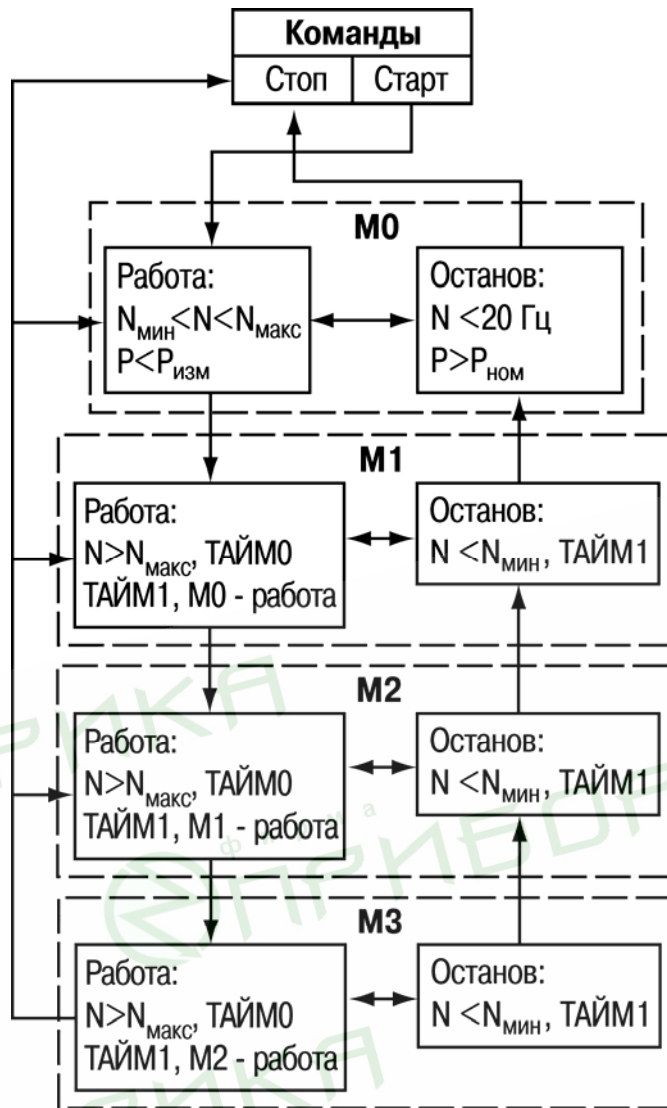 Команды
Стоп Старт
М0
Работа:
Nмин<N<Nмакс
P<Pизм
Останов:
N <20 Гц
P>Pном
М1
Работа:
N>Nмакс, ТАЙМ0
ТАЙМ1, М0 - работа
Останов:
N <Nмин, ТАЙМ1
М2
Работа:
N>Nмакс, ТАЙМ0
ТАЙМ1, М1 - работа
Останов:
N <Nмин, ТАЙМ1
М3
Работа:
N>Nмакс, ТАЙМ0
ТАЙМ1, М2 - работа
Останов:
N <Nмин, ТАЙМ1
фирма